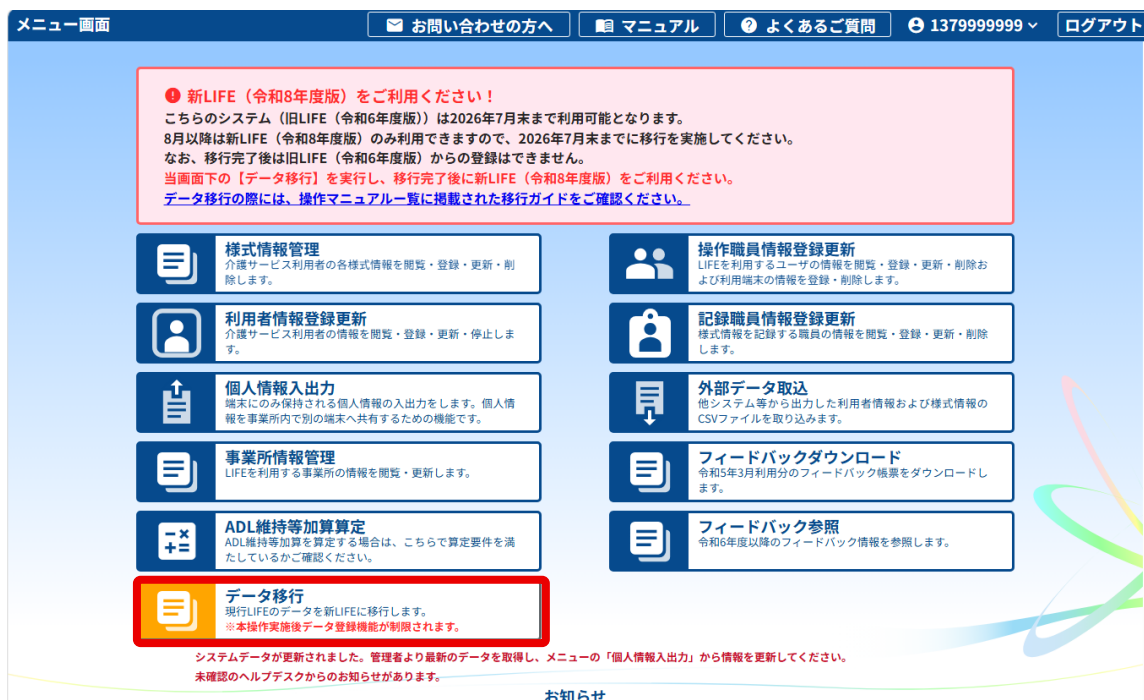 メニュー画面
お問い合わせの方へ
マニュアル
よくあるご質問
1379999999
ログアウト
新LIFE（令和8年度版）をご利用ください！
こちらのシステム（旧LIFE（令和6年度版））は2026年7月末まで利用可能となります。
8月以降は新LIFE（令和8年度版）のみ利用できますので、2026年7月末までに移行を実施してください。
なお、移行完了後は旧LIFE（令和6年度版）からの登録はできません。
当画面下の【データ移行】を実行し、移行完了後に新LIFE（令和8年度版）をご利用ください。
データ移行の際には、操作マニュアル一覧に掲載された移行ガイドをご確認ください。
様式情報管理
介護サービス利用者の各様式情報を閲覧・登録・更新・削
除します。
操作職員情報登録更新
LIFEを利用するユーザの情報を閲覧・登録・更新・削除お
よび利用端末の情報を登録・削除します。
利用者情報登録更新
介護サービス利用者の情報を閲覧・登録・更新・停止しま
す。
記録職員情報登録更新
様式情報を記録する職員の情報を閲覧・登録・更新・削除
します。
個人情報入出力
端末にのみ保持される個人情報の入出力をします。個人情
報を事業所内で別の端末へ共有するための機能です。
外部データ取込
他システム等から出力した利用者情報および様式情報の
CSVファイルを取り込みます。
事業所情報管理
LIFEを利用する事業所の情報を閲覧・更新します。
フィードバックダウンロード
令和5年3月利用分のフィードバック帳票をダウンロードし
ます。
ADL維持等加算算定
ADL維持等加算を算定する場合は、こちらで算定要件を満
たしているかご確認ください。
フィードバック参照
令和6年度以降のフィードバック情報を参照します。
データ移行
現行LIFEのデータを新LIFEに移行します。
※本操作実施後データ登録機能が制限されます。
システムデータが更新されました。管理者より最新のデータを取得し、メニューの「個人情報入出力」から情報を更新してください。
未確認のヘルプデスクからのお知らせがあります。
お知らせ